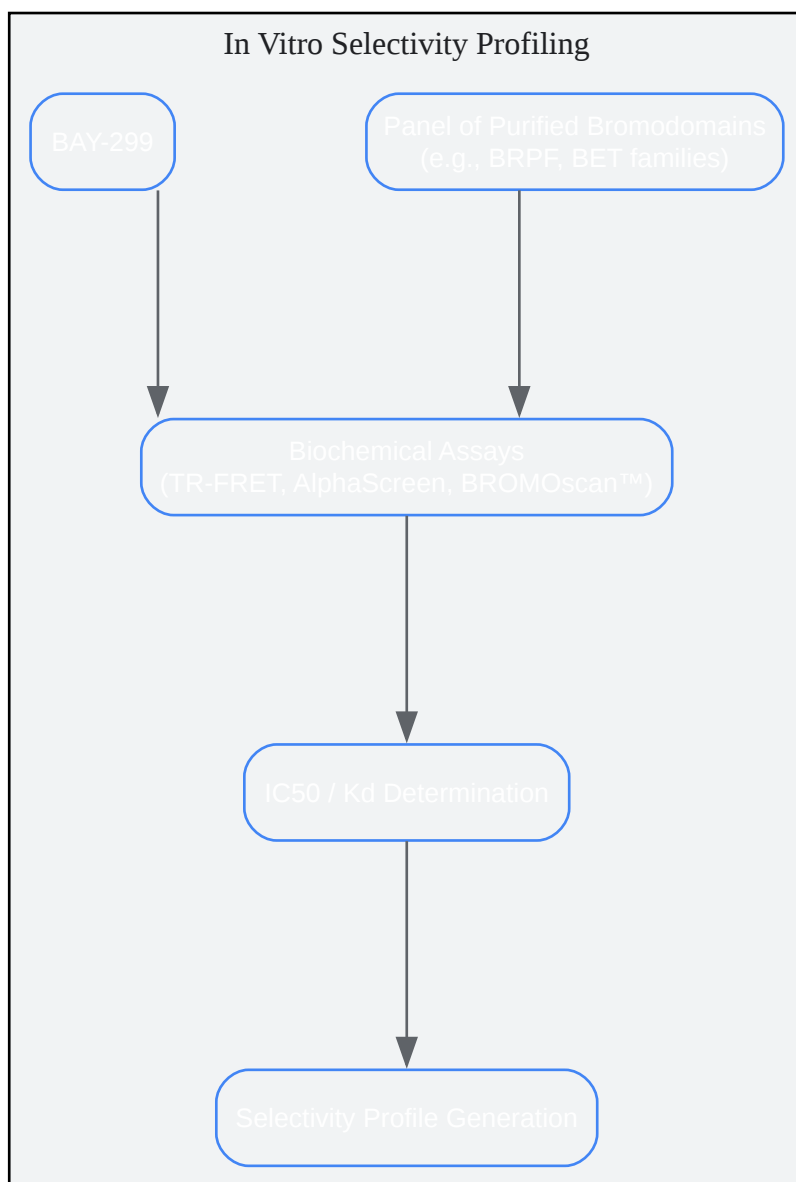 In Vitro Selectivity Profiling
BAY-299
Panel of Purified Bromodomains
(e.g., BRPF, BET families)
Biochemical Assays
(TR-FRET, AlphaScreen, BROMOscan™)
IC50 / Kd Determination
Selectivity Profile Generation